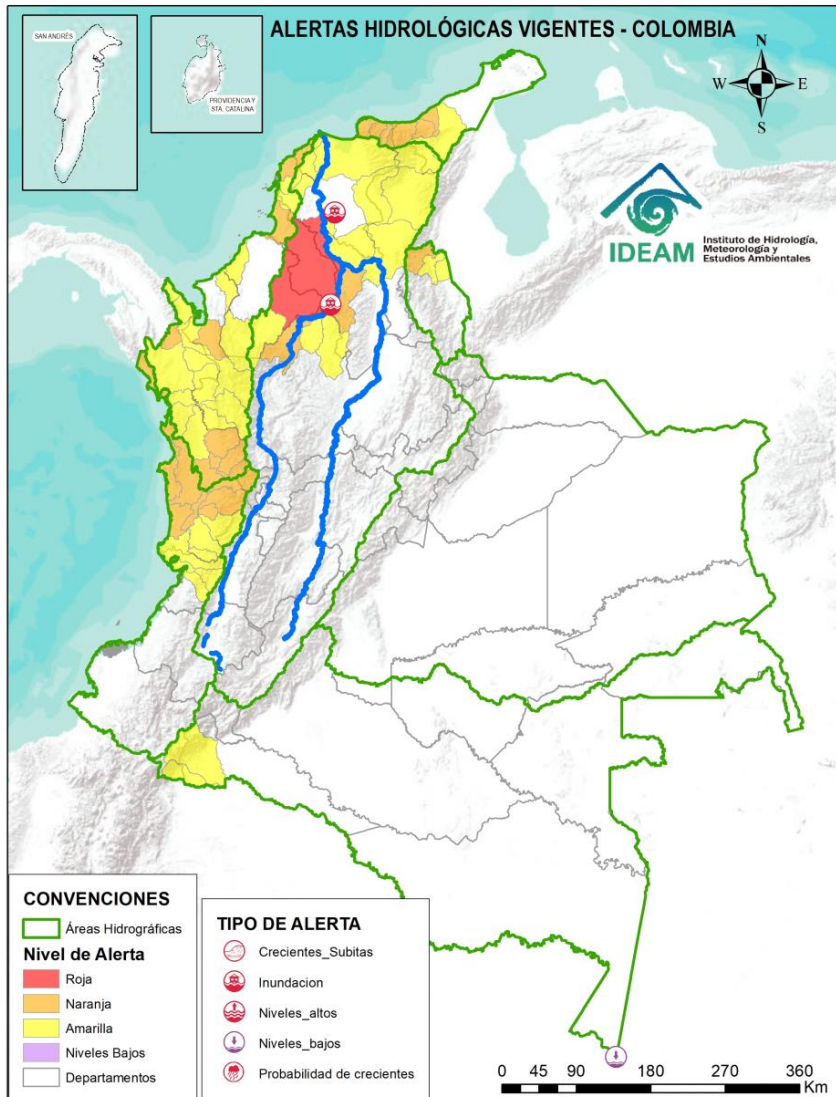 ALERTAS HIDROLÓGICAS VIGENTES - COLOMBIA
SAN ANDRÉS
PROVIDENCIA Y
STA. CATALINA
N
W
E
S
IDEAM
Instituto de Hidrología,
Meteorología y
Estudios Ambientales
CONVENCIONES
Áreas Hidrográficas
Nivel de Alerta
Roja
Naranja
Amarilla
Niveles Bajos
Departamentos
TIPO DE ALERTA
Crecientes_Subitas
Inundacion
Niveles_altos
Niveles_bajos
Probabilidad de crecientes
0 45 90 180 270 360
Km